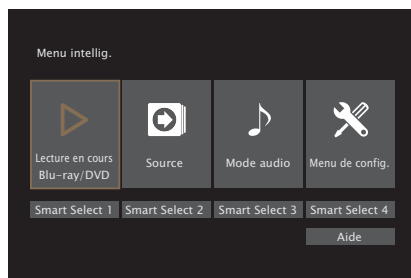 Menu intellig.
Lecture en cours
Blu-ray/DVD
Source
Mode audio
Menu de config.
Smart Select 1
Smart Select 2
Smart Select 3
Smart Select 4
Aide